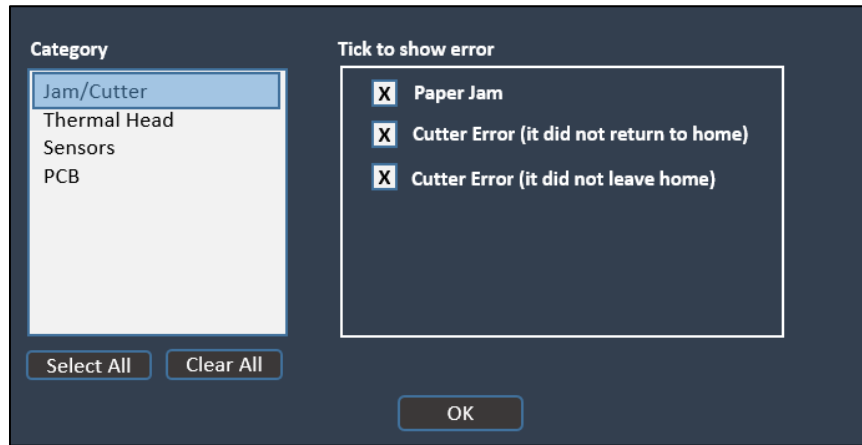 Category
Jam/Cutter
Thermal Head
Sensors
PCB
Select All
Clear All
Tick to show error
X Paper Jam
X Cutter Error (it did not return to home)
X Cutter Error (it did not leave home)
OK